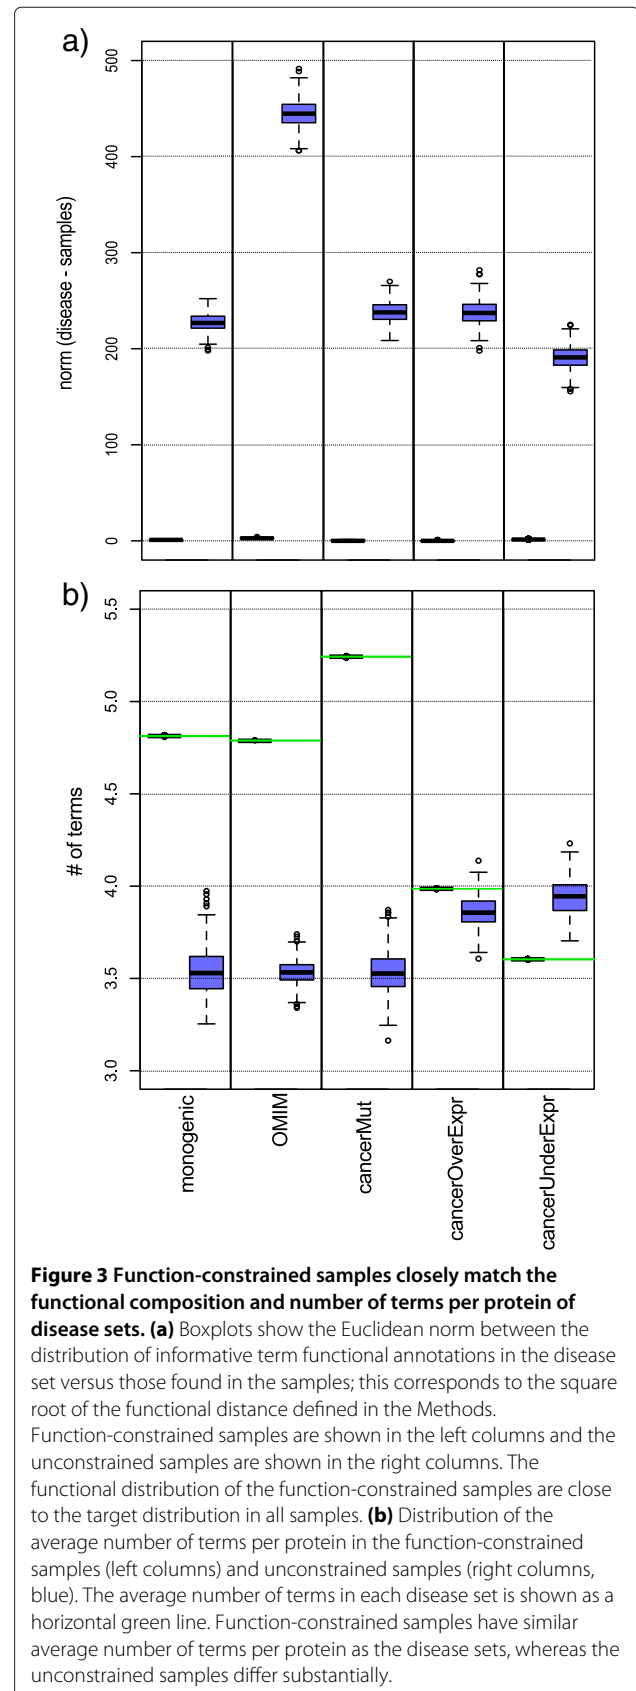 a)
500
400
300
200
100
0
norm (disease - samples)
b)
5.5
5.0
4.5
4.0
3.5
3.0
# of terms
monogenic
OMIM
cancerMut
cancerOverExpr
cancerUnderExpr
Figure 3 Function-constrained samples closely match the
functional composition and number of terms per protein of
disease sets. (a) Boxplots show the Euclidean norm between the
distribution of informative term functional annotations in the disease
set versus those found in the samples; this corresponds to the square
root of the functional distance defined in the Methods.
Function-constrained samples are shown in the left columns and the
unconstrained samples are shown in the right columns. The
functional distribution of the function-constrained samples are close
to the target distribution in all samples. (b) Distribution of the
average number of terms per protein in the function-constrained
samples (left columns) and unconstrained samples (right columns,
blue). The average number of terms in each disease set is shown as a
horizontal green line. Function-constrained samples have similar
average number of terms per protein as the disease sets, whereas the
unconstrained samples differ substantially.